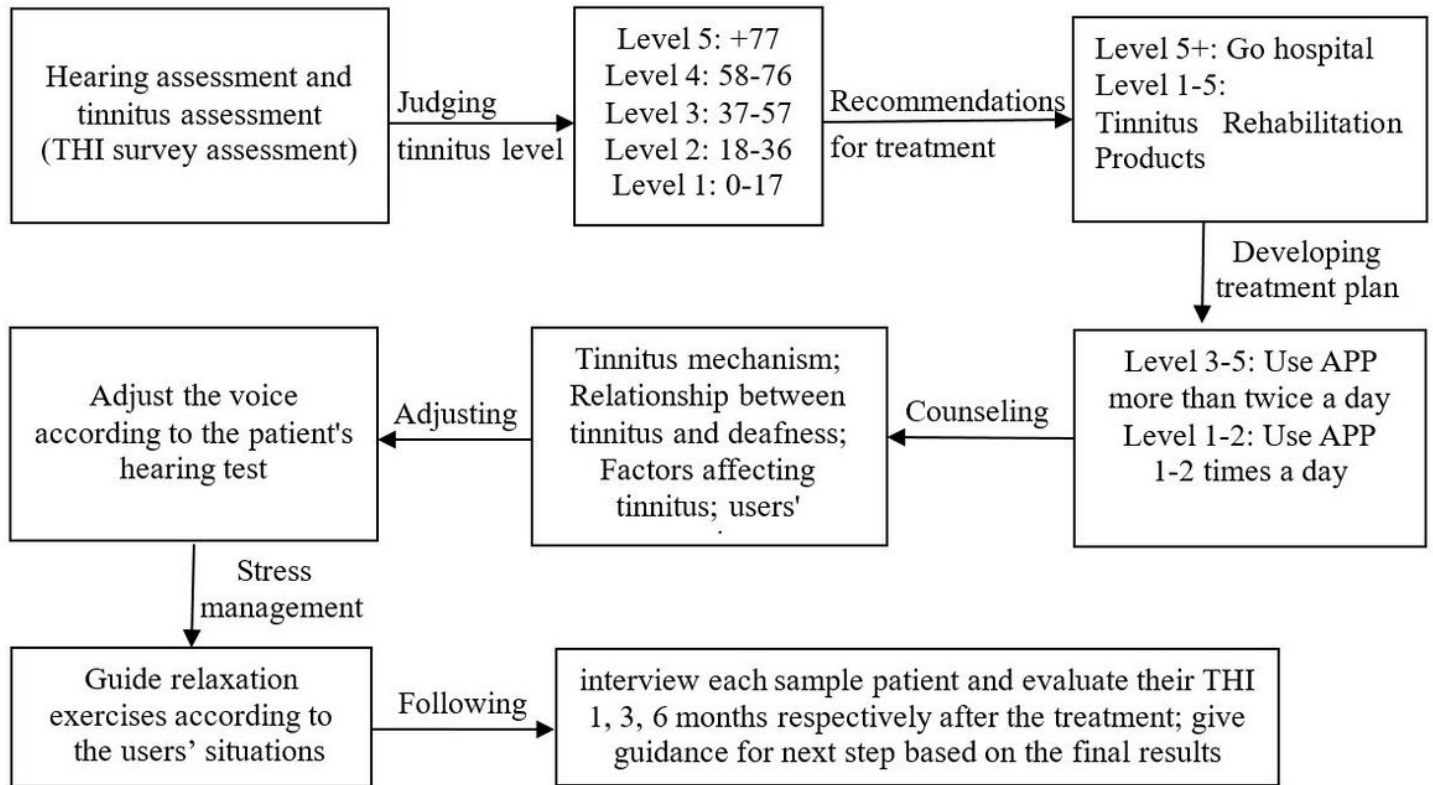 Hearing assessment and
tinnitus assessment
(THI survey assessment)
Judging
tinnitus level
Level 5: +77
Level 4: 58-76
Level 3: 37-57
Level 2: 18-36
Level 1: 0-17
Recommendations
for treatment
Level 5+: Go hospital
Level 1-5:
Tinnitus Rehabilitation
Products
Developing
treatment plan
Level 3-5: Use APP
more than twice a day
Level 1-2: Use APP
1-2 times a day
Counseling
Tinnitus mechanism;
Relationship between
tinnitus and deafness;
Factors affecting
tinnitus; users'
Adjusting
Adjust the voice
according to the patient's
hearing test
Stress
management
Guide relaxation
exercises according to
the users’ situations
Following
interview each sample patient and evaluate their THI
1, 3, 6 months respectively after the treatment; give
guidance for next step based on the final results